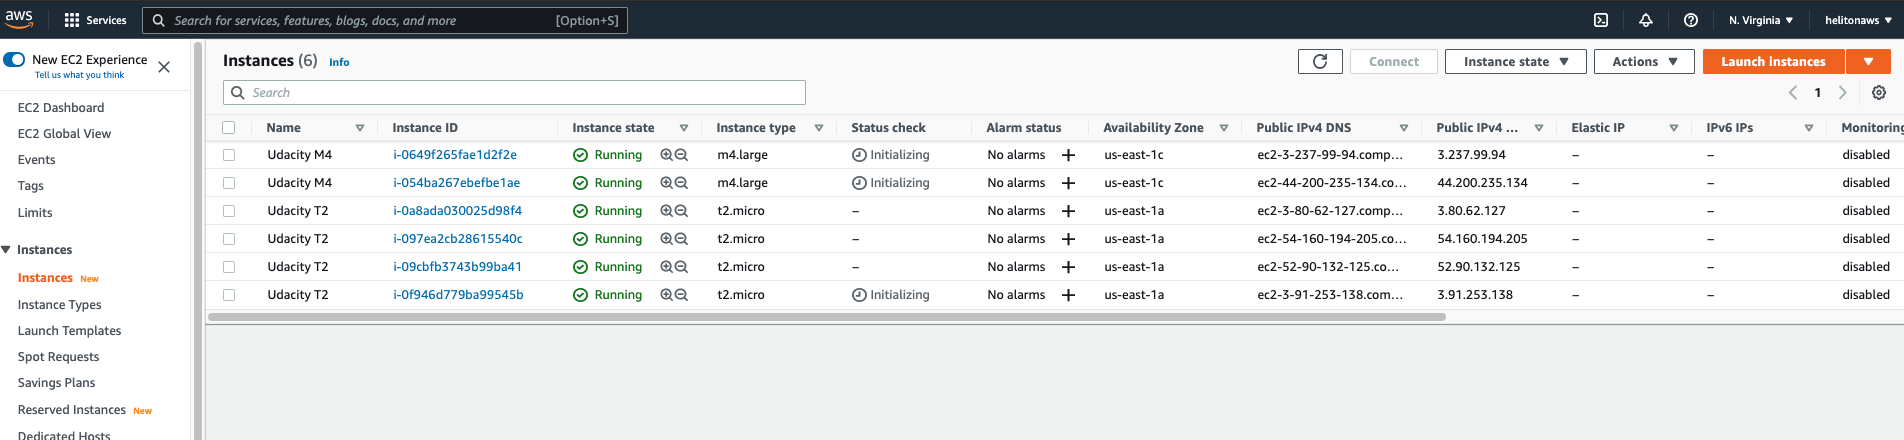 aws Services Search for services, features, blogs, docs, and more [Option+S] N. Virginia helitonaws
New EC2 Experience
Tell us what you think
EC2 Dashboard
EC2 Global View
Events
Tags
Limits
Instances
Instances New
Instance Types
Launch Templates
Spot Requests
Savings Plans
Reserved Instances New
Dedicated Hosts
Instances (6) Info Connect Instance state Actions Launch instances
Search 1
Name Instance ID Instance state Instance type Status check Alarm status Availability Zone Public IPv4 DNS Public IPv4 ... Elastic IP IPv6 IPs Monitoring
Udacity M4 i-0649f265fae1d2f2e Running m4.large Initializing No alarms + us-east-1c ec2-3-237-99-94.comp... 3.237.99.94 – – disabled
Udacity M4 i-054ba267ebefbe1ae Running m4.large Initializing No alarms + us-east-1c ec2-44-200-235-134.co... 44.200.235.134 – – disabled
Udacity T2 i-0a8ada030025d98f4 Running t2.micro – No alarms + us-east-1a ec2-3-80-62-127.comp... 3.80.62.127 – – disabled
Udacity T2 i-097ea2cb28615540c Running t2.micro – No alarms + us-east-1a ec2-54-160-194-205.co... 54.160.194.205 – – disabled
Udacity T2 i-09cbfb3743b99ba41 Running t2.micro – No alarms + us-east-1a ec2-52-90-132-125.co... 52.90.132.125 – – disabled
Udacity T2 i-0f946d779ba99545b Running t2.micro Initializing No alarms + us-east-1a ec2-3-91-253-138.com... 3.91.253.138 – – disabled